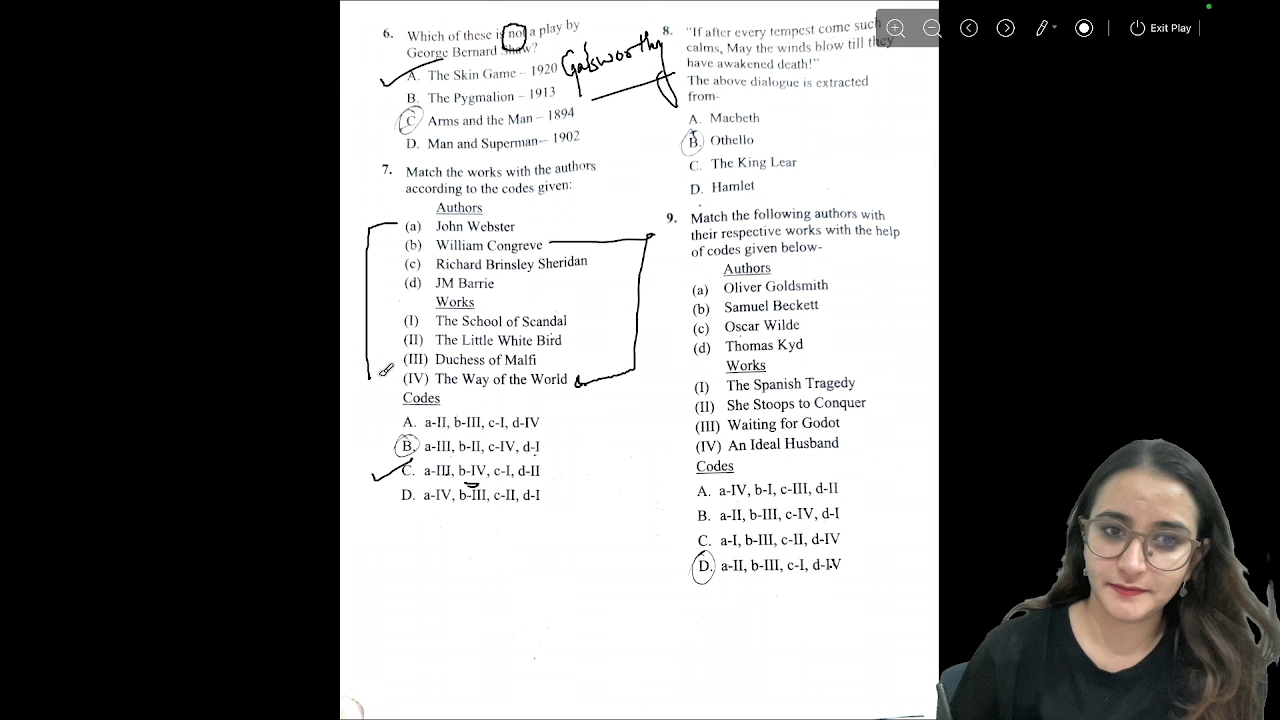 Exit Play
6. Which of these is not a play by
George Bernard Shaw?
A. The Skin Game – 1920
B. The Pygmalion – 1913
C. Arms and the Man – 1894
D. Man and Superman– 1902
Galsworthy
7. Match the works with the authors
according to the codes given:
Authors
(a) John Webster
(b) William Congreve
(c) Richard Brinsley Sheridan
(d) JM Barrie
Works
(I) The School of Scandal
(II) The Little White Bird
(III) Duchess of Malfi
(IV) The Way of the World
Codes
A. a-II, b-III, c-I, d-IV
B. a-III, b-II, c-IV, d-I
C. a-III, b-IV, c-I, d-II
D. a-IV, b-III, c-II, d-I
8. "If after every tempest come such
calms, May the winds blow till they
have awakened death!"
The above dialogue is extracted
from-
A. Macbeth
B. Othello
C. The King Lear
D. Hamlet
9. Match the following authors with
their respective works with the help
of codes given below-
Authors
(a) Oliver Goldsmith
(b) Samuel Beckett
(c) Oscar Wilde
(d) Thomas Kyd
Works
(I) The Spanish Tragedy
(II) She Stoops to Conquer
(III) Waiting for Godot
(IV) An Ideal Husband
Codes
A. a-IV, b-I, c-III, d-II
B. a-II, b-III, c-IV, d-I
C. a-I, b-III, c-II, d-IV
D. a-II, b-III, c-I, d-IV